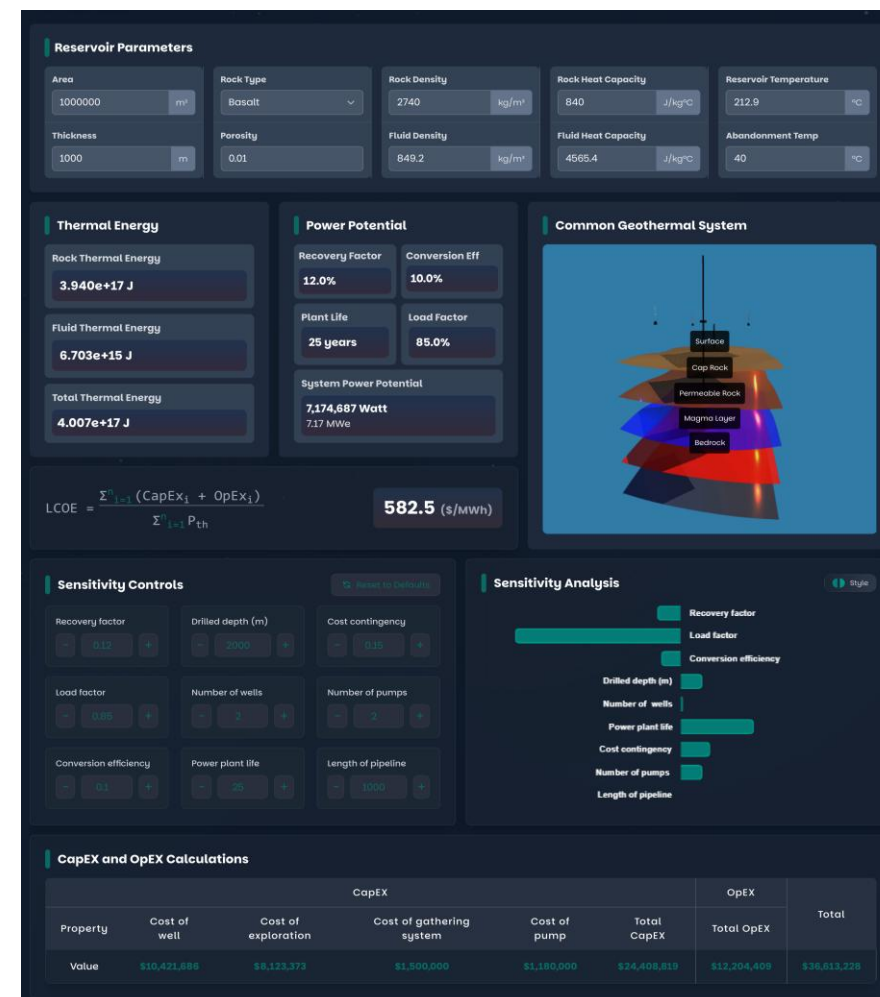 Reservoir Parameters
Area Rock Type Rock Density Rock Heat Capacity Reservoir Temperature
1000000 m² Basalt 2740 kg/m³ 840 J/kg°C 212.9 °C
Thickness Porosity Fluid Density Fluid Heat Capacity Abandonment Temp
1000 m 0.01 849.2 kg/m³ 4565.4 J/kg°C 40 °C
Thermal Energy
Rock Thermal Energy
3.940e+17 J
Fluid Thermal Energy
6.703e+15 J
Total Thermal Energy
4.007e+17 J
Power Potential
Recovery Factor Conversion Eff
12.0% 10.0%
Plant Life Load Factor
25 years 85.0%
System Power Potential
7,174,687 Watt
7.17 MWe
Common Geothermal System
Surface
Cap Rock
Permeable Rock
Magma Layer
Bedrock
LCOE = Σⁿᵢ₌₁ (CapExᵢ + OpExᵢ)
Σⁿᵢ₌₁ Pₜₕ
582.5 ($/MWh)
Sensitivity Controls Reset to Defaults
Recovery factor Drilled depth (m) Cost contingency
- 0.12 + - 2000 + - 0.15 +
Load factor Number of wells Number of pumps
- 0.85 + - 2 + - 2 +
Conversion efficiency Power plant life Length of pipeline
- 0.1 + - 25 + - 1000 +
Sensitivity Analysis Style
Recovery factor
Load factor
Conversion efficiency
Drilled depth (m)
Number of wells
Power plant life
Cost contingency
Number of pumps
Length of pipeline
CapEX and OpEX Calculations
CapEX OpEX Total
Property Cost of well Cost of exploration Cost of gathering system Cost of pump Total CapEX Total OpEX
Value $10,421,686 $8,123,373 $1,500,000 $1,180,000 $24,408,819 $12,204,409 $36,613,228